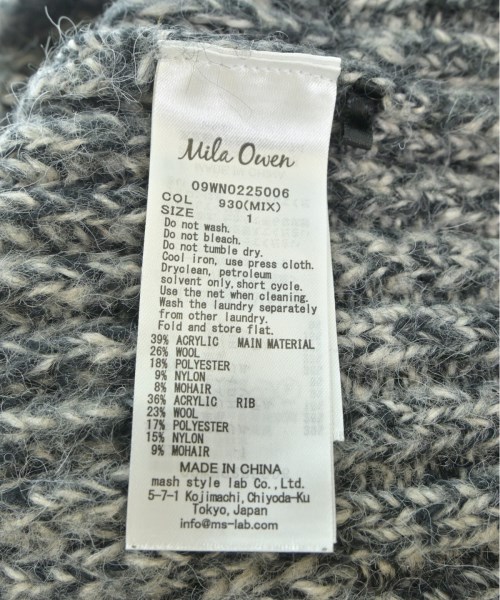 Mila Owen
09WN0225006
COL 930(MIX)
SIZE 1
Do not wash.
Do not bleach.
Do not tumble dry.
Cool iron, use press cloth.
Dryclean, petroleum
solvent only,short cycle.
Use the net when cleaning.
Wash the laundry separately
from other laundry.
Fold and store flat.
39% ACRYLIC MAIN MATERIAL
26% WOOL
18% POLYESTER
9% NYLON
8% MOHAIR
36% ACRYLIC RIB
23% WOOL
17% POLYESTER
15% NYLON
9% MOHAIR
MADE IN CHINA
mash style lab Co.,Ltd.
5-7-1 Kojimachi,Chiyoda-Ku
Tokyo,Japan
info@ms-lab.com